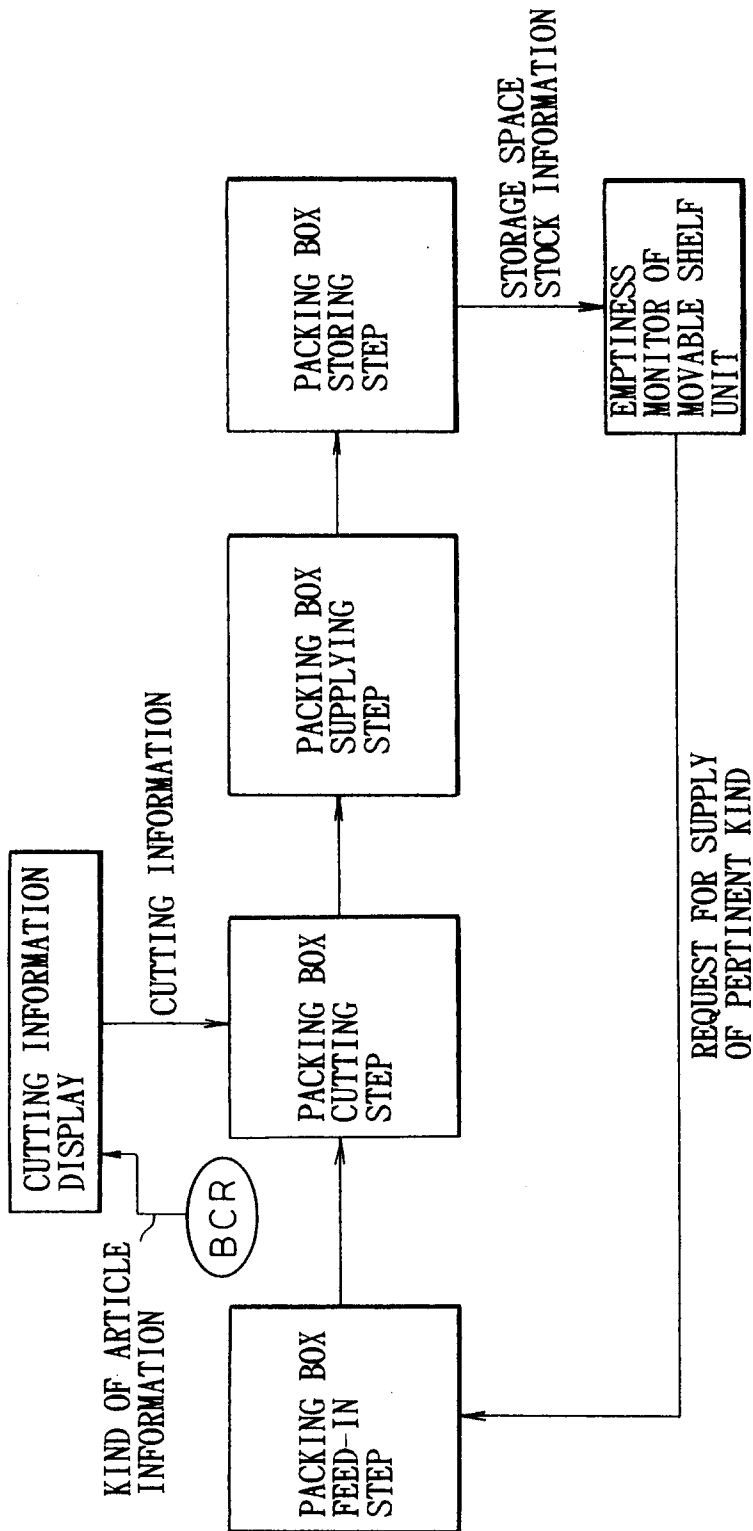 CUTTING INFORMATION
DISPLAY
KIND OF ARTICLE
INFORMATION
BCR
CUTTING INFORMATION
PACKING BOX
FEED-IN
STEP
PACKING BOX
CUTTING
STEP
PACKING BOX
SUPPLYING
STEP
PACKING BOX
STORING
STEP
STORAGE SPACE
STOCK INFORMATION
EMPTINESS
MONITOR OF
MOVABLE SHELF
UNIT
REQUEST FOR SUPPLY
OF PERTINENT KIND